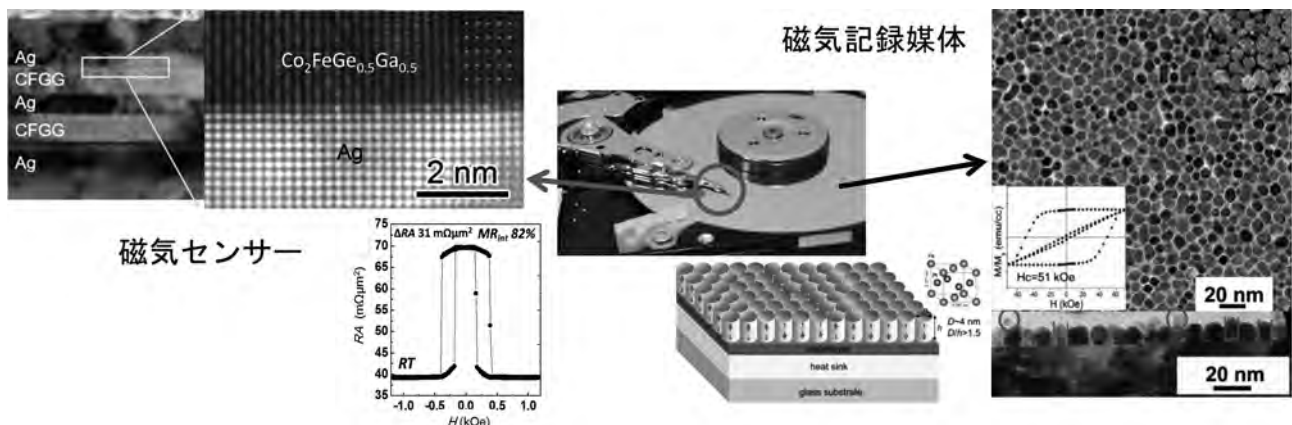 磁気記録媒体
Ag
CFGG
Ag
CFGG
Ag
Co₂FeGe₀.₅Ga₀.₅
Ag
2 nm
磁気センサー
ΔRA 31 mΩμm² MR_int 82%
RA (mΩμm²)
70
65
60
55
50
45
40
35
RT
-1.0 -0.5 0.0 0.5 1.0
H (kOe)
D~4 nm
D/h>1.5
h
heat sink
glass substrate
M/Ms (emu/cc)
Hc=51 kOe
H (kOe)
20 nm
20 nm